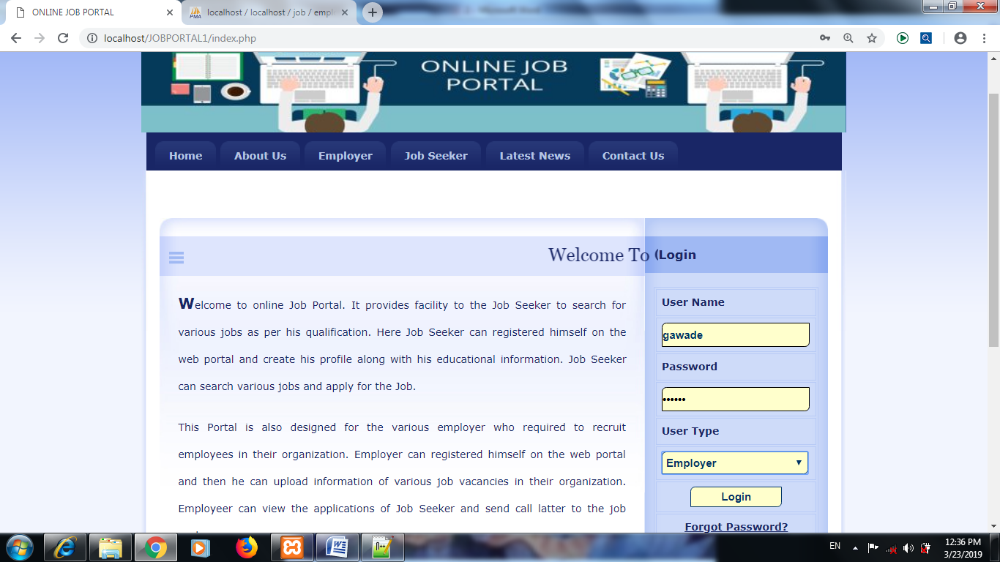 ONLINE JOB PORTAL
localhost / localhost / job / empl
localhost/JOBPORTAL1/index.php
ONLINE JOB
PORTAL
Home About Us Employer Job Seeker Latest News Contact Us
Welcome To (
Login
Welcome to online Job Portal. It provides facility to the Job Seeker to search for
various jobs as per his qualification. Here Job Seeker can registered himself on the
web portal and create his profile along with his educational information. Job Seeker
can search various jobs and apply for the Job.
This Portal is also designed for the various employer who required to recruit
employees in their organization. Employer can registered himself on the web portal
and then he can upload information of various job vacancies in their organization.
Employeer can view the applications of Job Seeker and send call latter to the job
User Name
gawade
Password
••••••
User Type
Employer
Login
Forgot Password?
EN
12:36 PM
3/23/2019